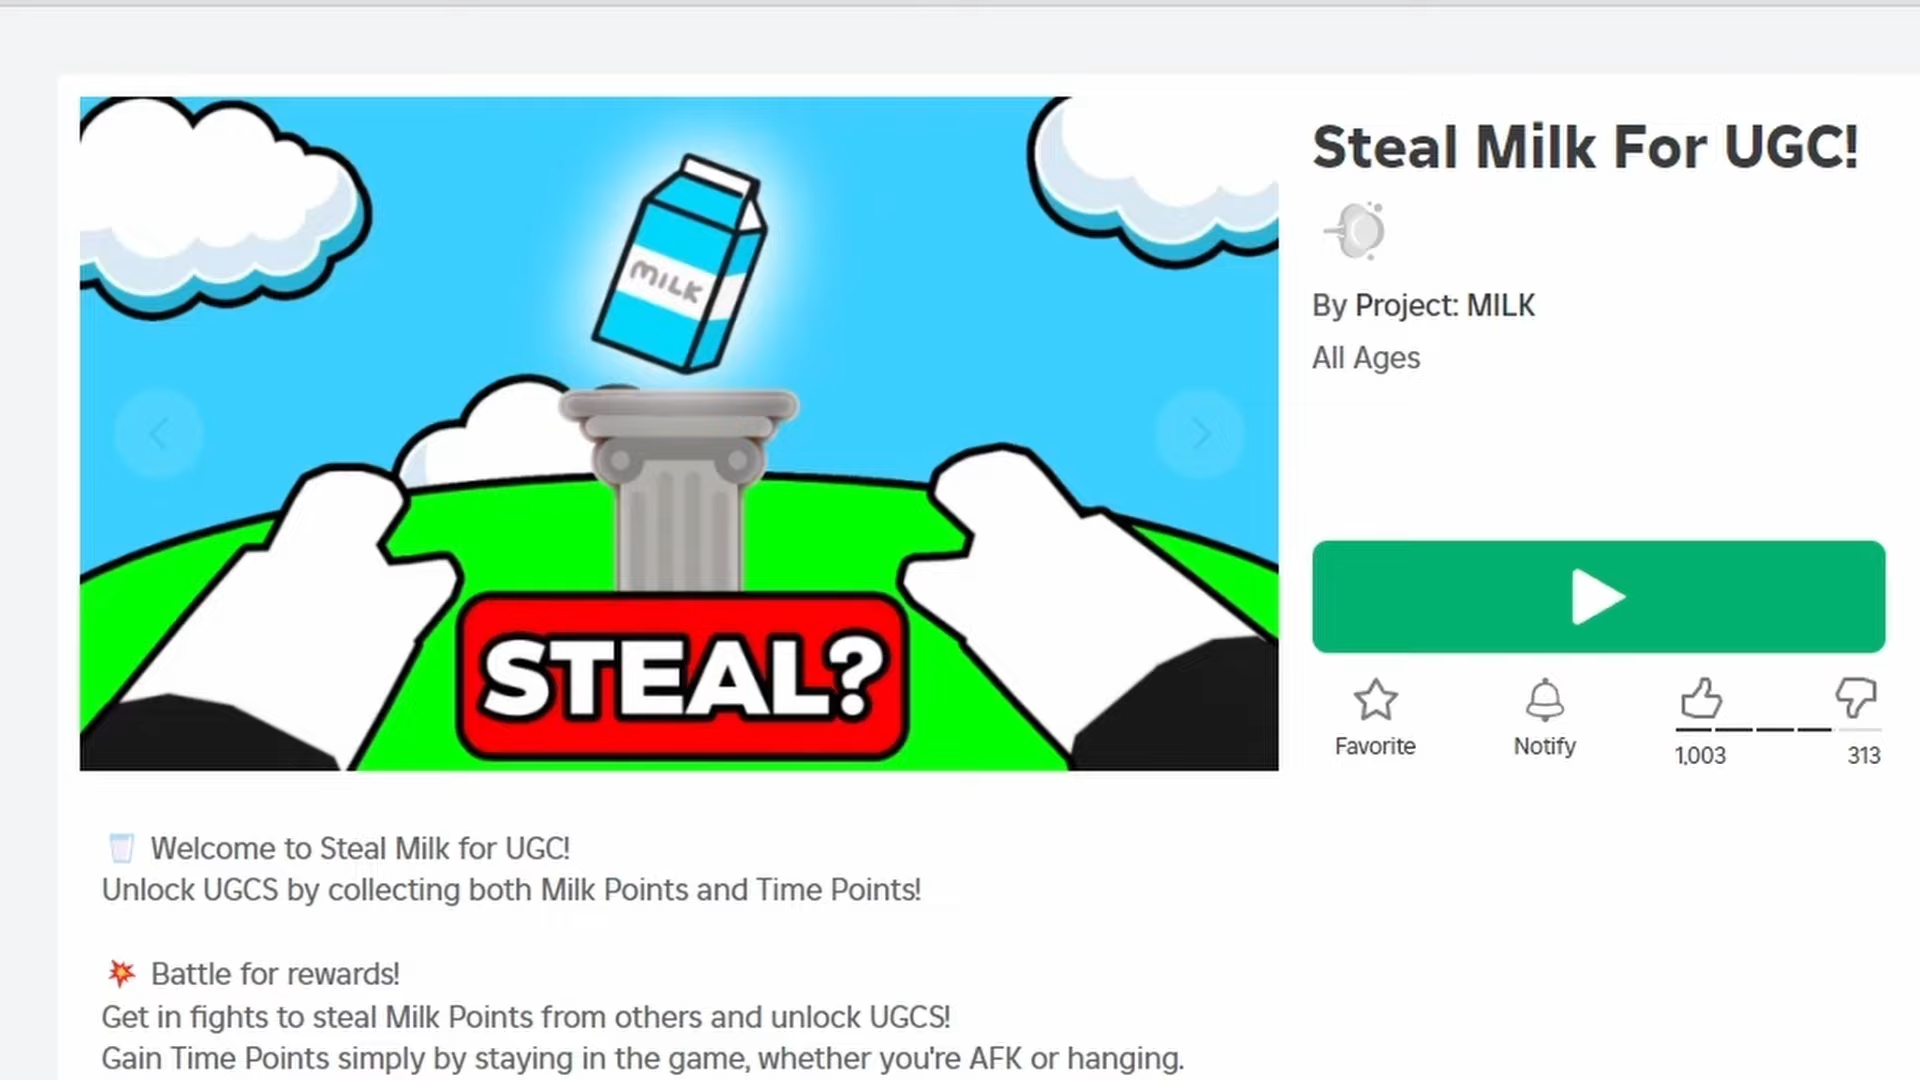 Steal Milk For UGC!
By Project: MILK
All Ages
MILK
STEAL?
Favorite
Notify
1,003
313
🥛 Welcome to Steal Milk for UGC!
Unlock UGCS by collecting both Milk Points and Time Points!
💥 Battle for rewards!
Get in fights to steal Milk Points from others and unlock UGCS!
Gain Time Points simply by staying in the game, whether you're AFK or hanging.